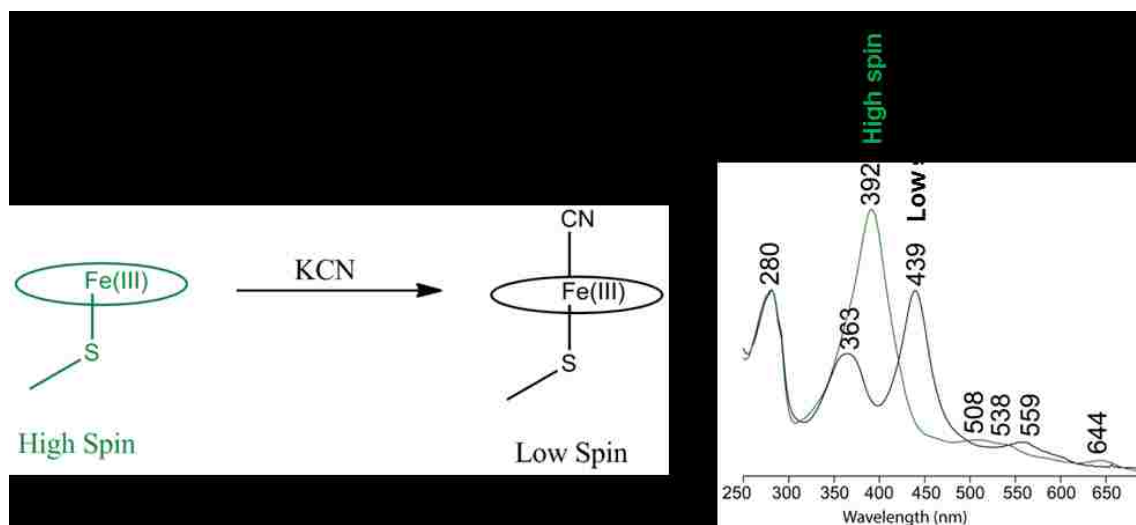 Fe(III)
S
High Spin
KCN
CN
Fe(III)
S
Low Spin
High spin
Low
280
363
392
439
508
538
559
644
250 300 350 400 450 500 550 600 650
Wavelength (nm)